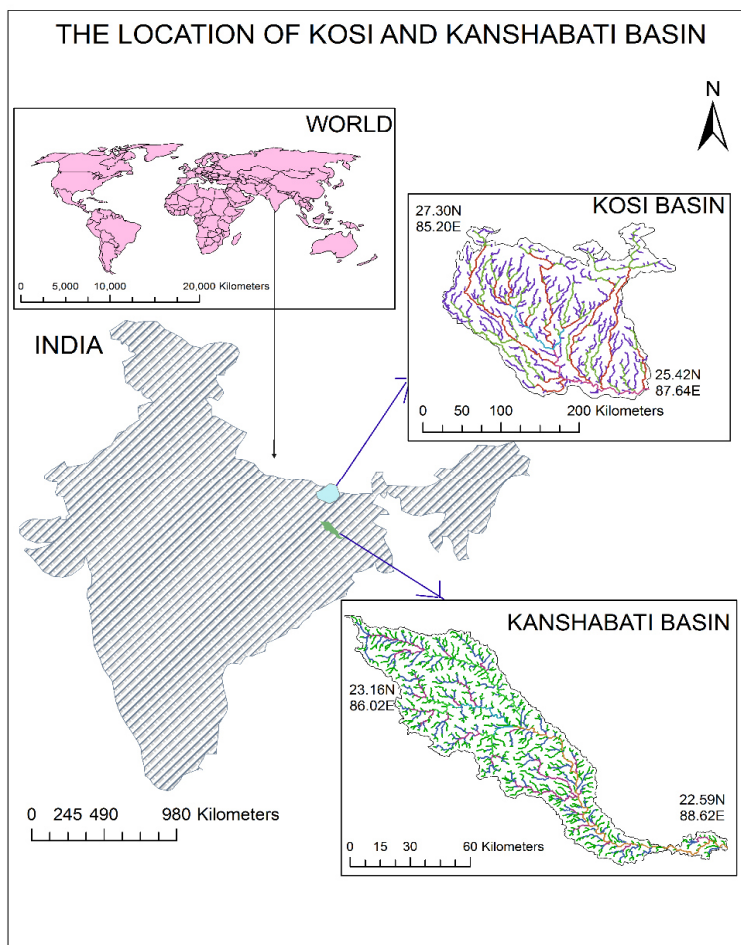 THE LOCATION OF KOSI AND KANSHABATI BASIN
N
WORLD
0 5,000 10,000 20,000 Kilometers
KOSI BASIN
27.30N
85.20E
25.42N
87.64E
0 50 100 200 Kilometers
INDIA
0 245 490 980 Kilometers
KANSHABATI BASIN
23.16N
86.02E
22.59N
88.62E
0 15 30 60 Kilometers